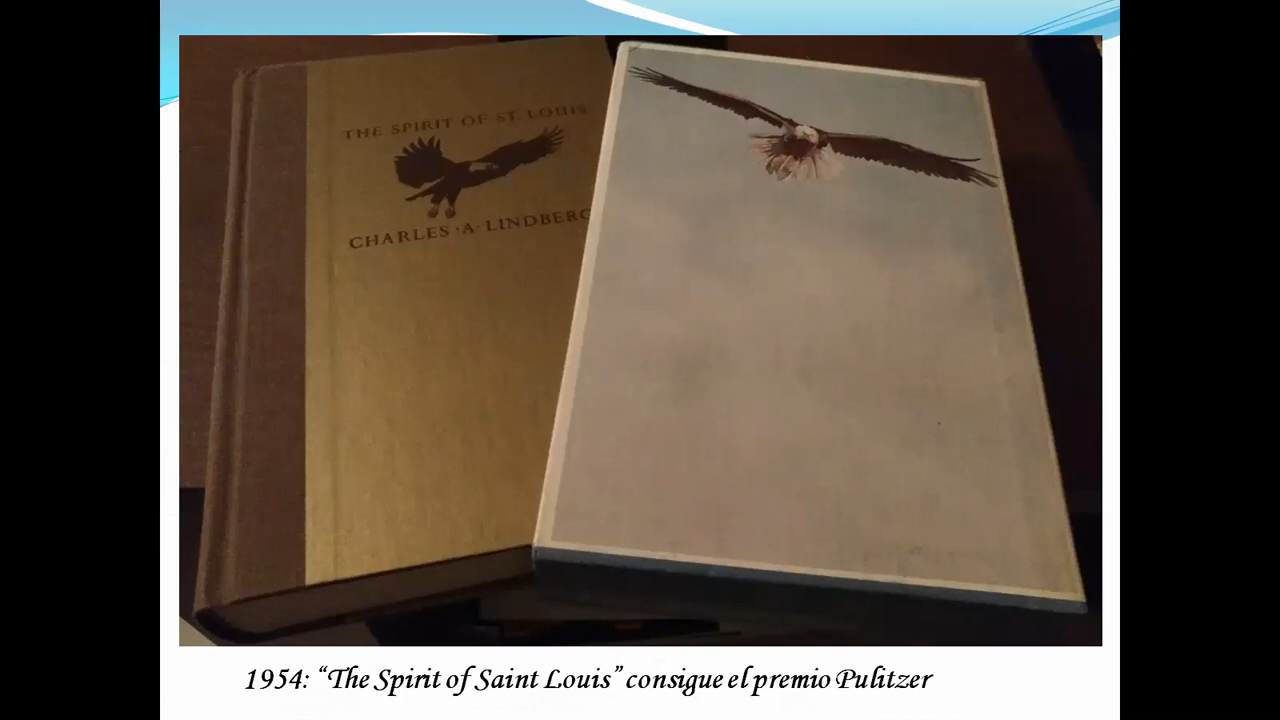 THE SPIRIT OF ST. LOUIS
CHARLES · A · LINDBERG
1954: “The Spirit of Saint Louis” consigue el premio Pulitzer